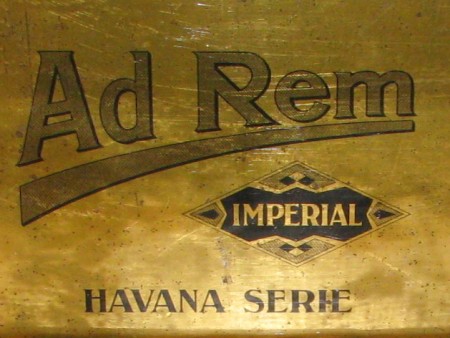 Ad Rem
IMPERIAL
HAVANA SERIE